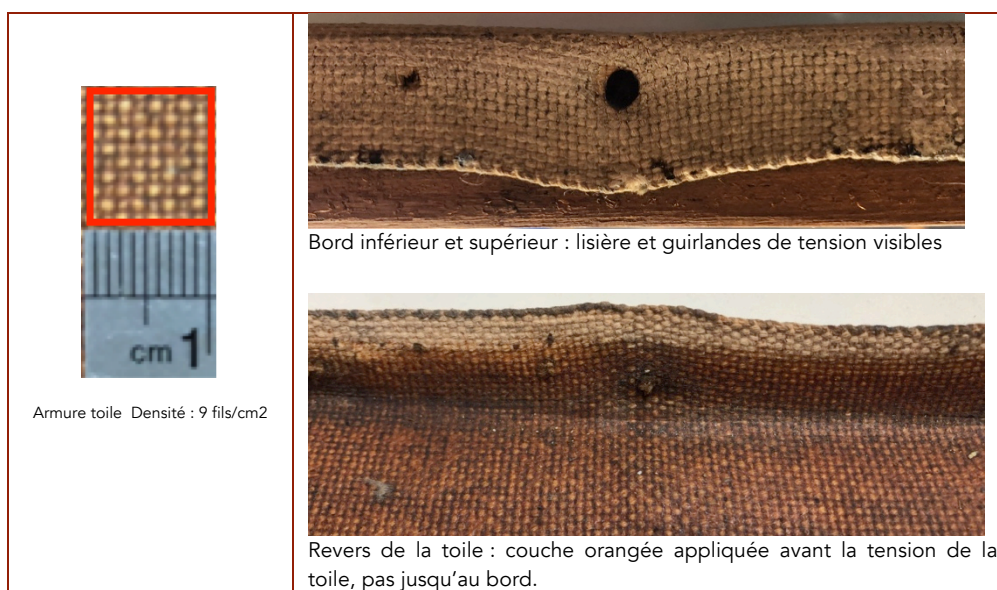 cm 1
Armure toile Densité : 9 fils/cm2
Bord inférieur et supérieur : lisière et guirlandes de tension visibles
Revers de la toile : couche orangée appliquée avant la tension de la
toile, pas jusqu'au bord.